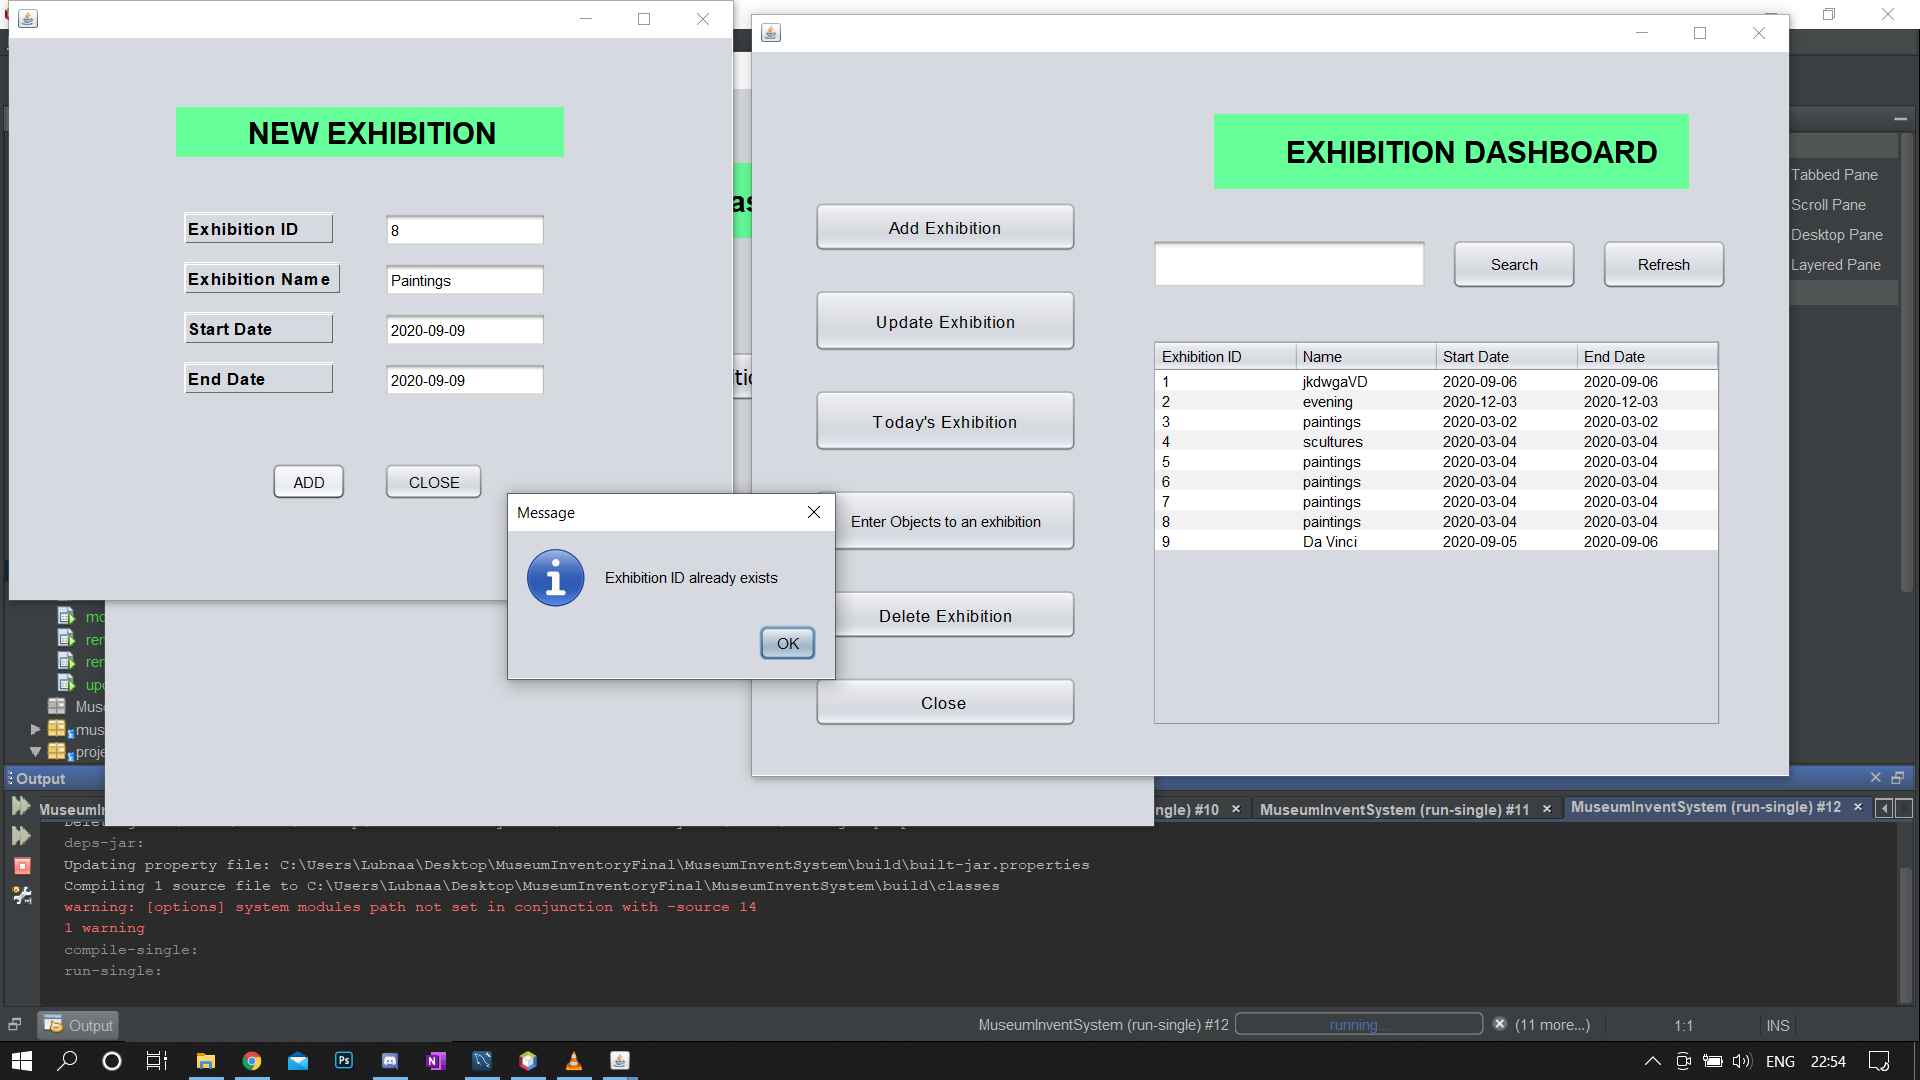 NEW EXHIBITION
Exhibition ID
8
Exhibition Name
Paintings
Start Date
2020-09-09
End Date
2020-09-09
ADD
CLOSE
EXHIBITION DASHBOARD
Add Exhibition
Update Exhibition
Today's Exhibition
Enter Objects to an exhibition
Delete Exhibition
Close
Search
Refresh
Exhibition ID Name Start Date End Date
1 jkdwgaVD 2020-09-06 2020-09-06
2 evening 2020-12-03 2020-12-03
3 paintings 2020-03-02 2020-03-02
4 scultures 2020-03-04 2020-03-04
5 paintings 2020-03-04 2020-03-04
6 paintings 2020-03-04 2020-03-04
7 paintings 2020-03-04 2020-03-04
8 paintings 2020-03-04 2020-03-04
9 Da Vinci 2020-09-05 2020-09-06
Message
Exhibition ID already exists
OK
Tabbed Pane
Scroll Pane
Desktop Pane
Layered Pane
Output
MuseumInventSystem (run-single) #11
MuseumInventSystem (run-single) #12
deps-jar:
Updating property file: C:\Users\Lubnaa\Desktop\MuseumInventoryFinal\MuseumInventSystem\build\built-jar.properties
Compiling 1 source file to C:\Users\Lubnaa\Desktop\MuseumInventoryFinal\MuseumInventSystem\build\classes
warning: [options] system modules path not set in conjunction with -source 14
1 warning
compile-single:
run-single:
Output
MuseumInventSystem (run-single) #12
running...
(11 more...)
1:1
INS
Ps
N
ENG
22:54